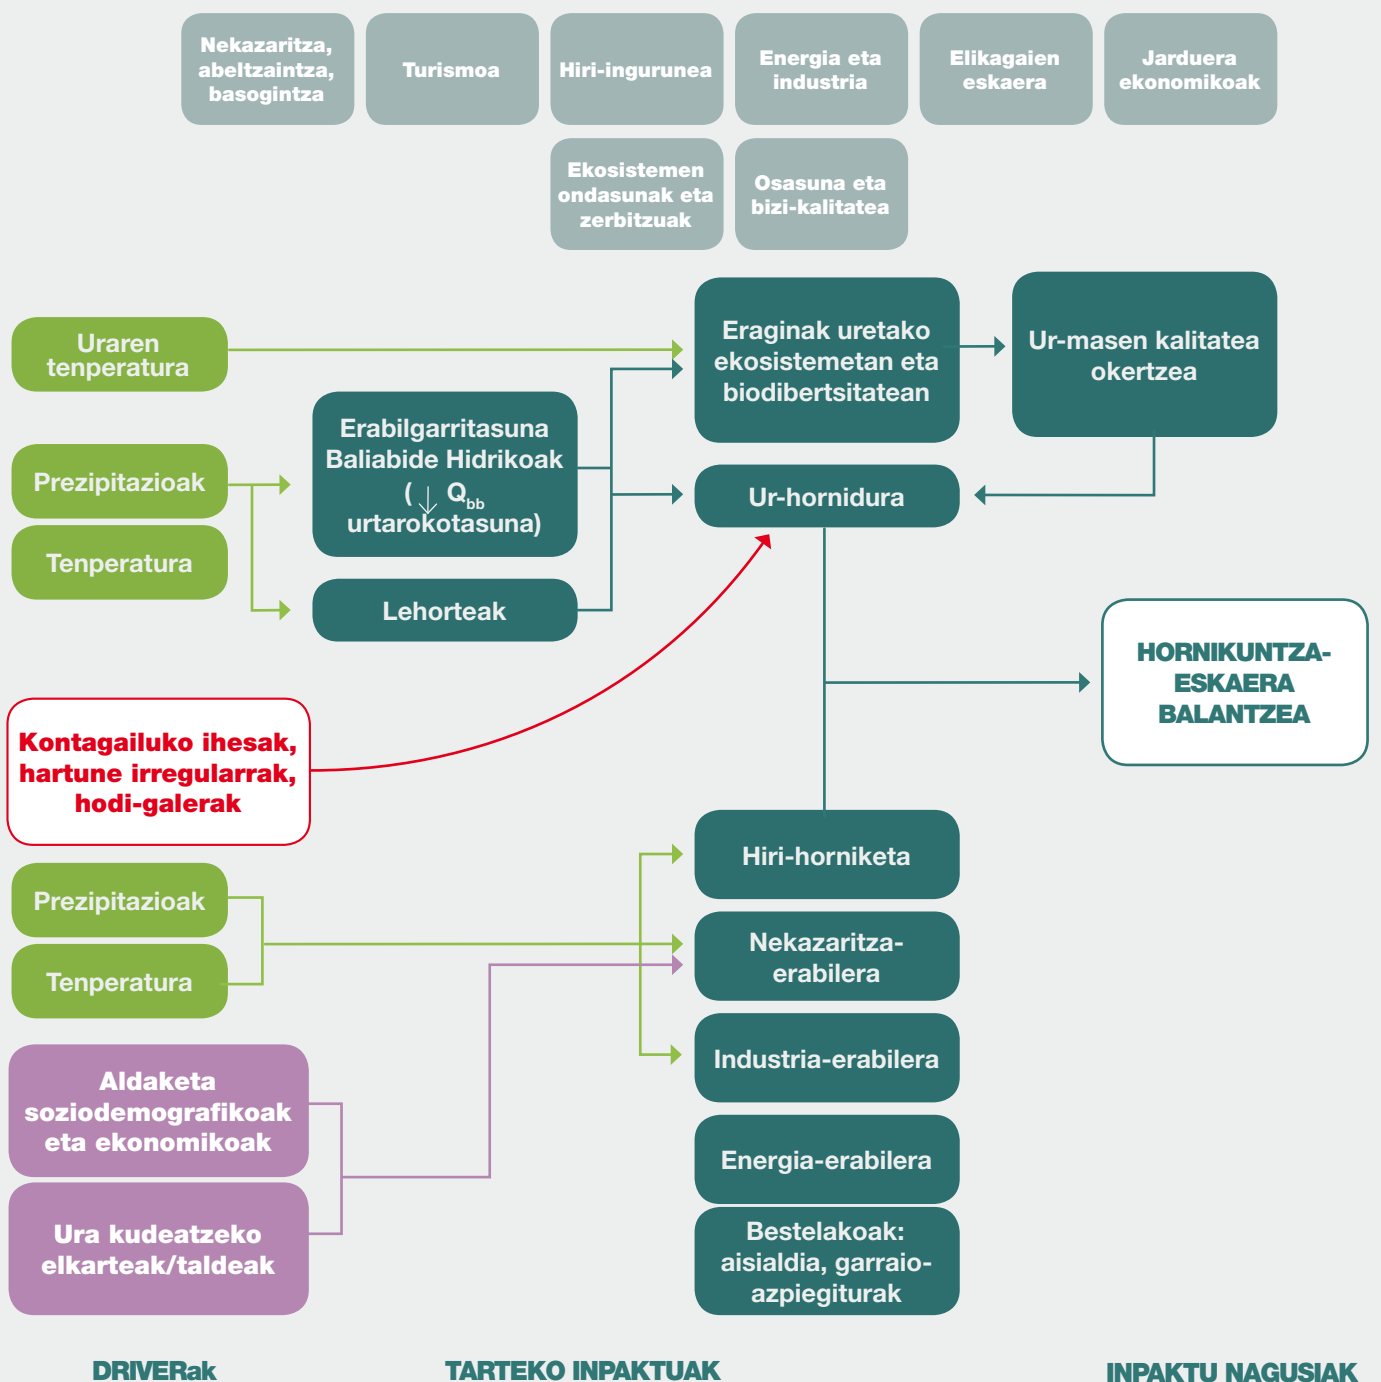 Nekazaritza,
abeltzaintza,
basogintza
Turismoa
Hiri-ingurunea
Energia eta
industria
Elikagaien
eskaera
Jarduera
ekonomikoak
Ekosistemen
ondasunak eta
zerbitzuak
Osasuna eta
bizi-kalitatea
Uraren
tenperatura
Eraginak uretako
ekosistemetan eta
biodibertsitatean
Ur-masen kalitatea
okertzea
Prezipitazioak
Tenperatura
Erabilgarritasuna
Baliabide Hidrikoak
( ↓ Qbb
urtarokotasuna)
Ur-hornidura
Lehorteak
HORNIKUNTZA-
ESKAERA
BALANTZEA
Kontagailuko ihesak,
hartune irregularrak,
hodi-galerak
Prezipitazioak
Tenperatura
Hiri-horniketa
Nekazaritza-
erabilera
Industria-erabilera
Energia-erabilera
Bestelakoak:
aisialdia, garraio-
azpiegiturak
Aldaketa
soziodemografikoak
eta ekonomikoak
Ura kudeatzeko
elkarteak/taldeak
DRIVERak
TARTEKO INPAKTUAK
INPAKTU NAGUSIAK